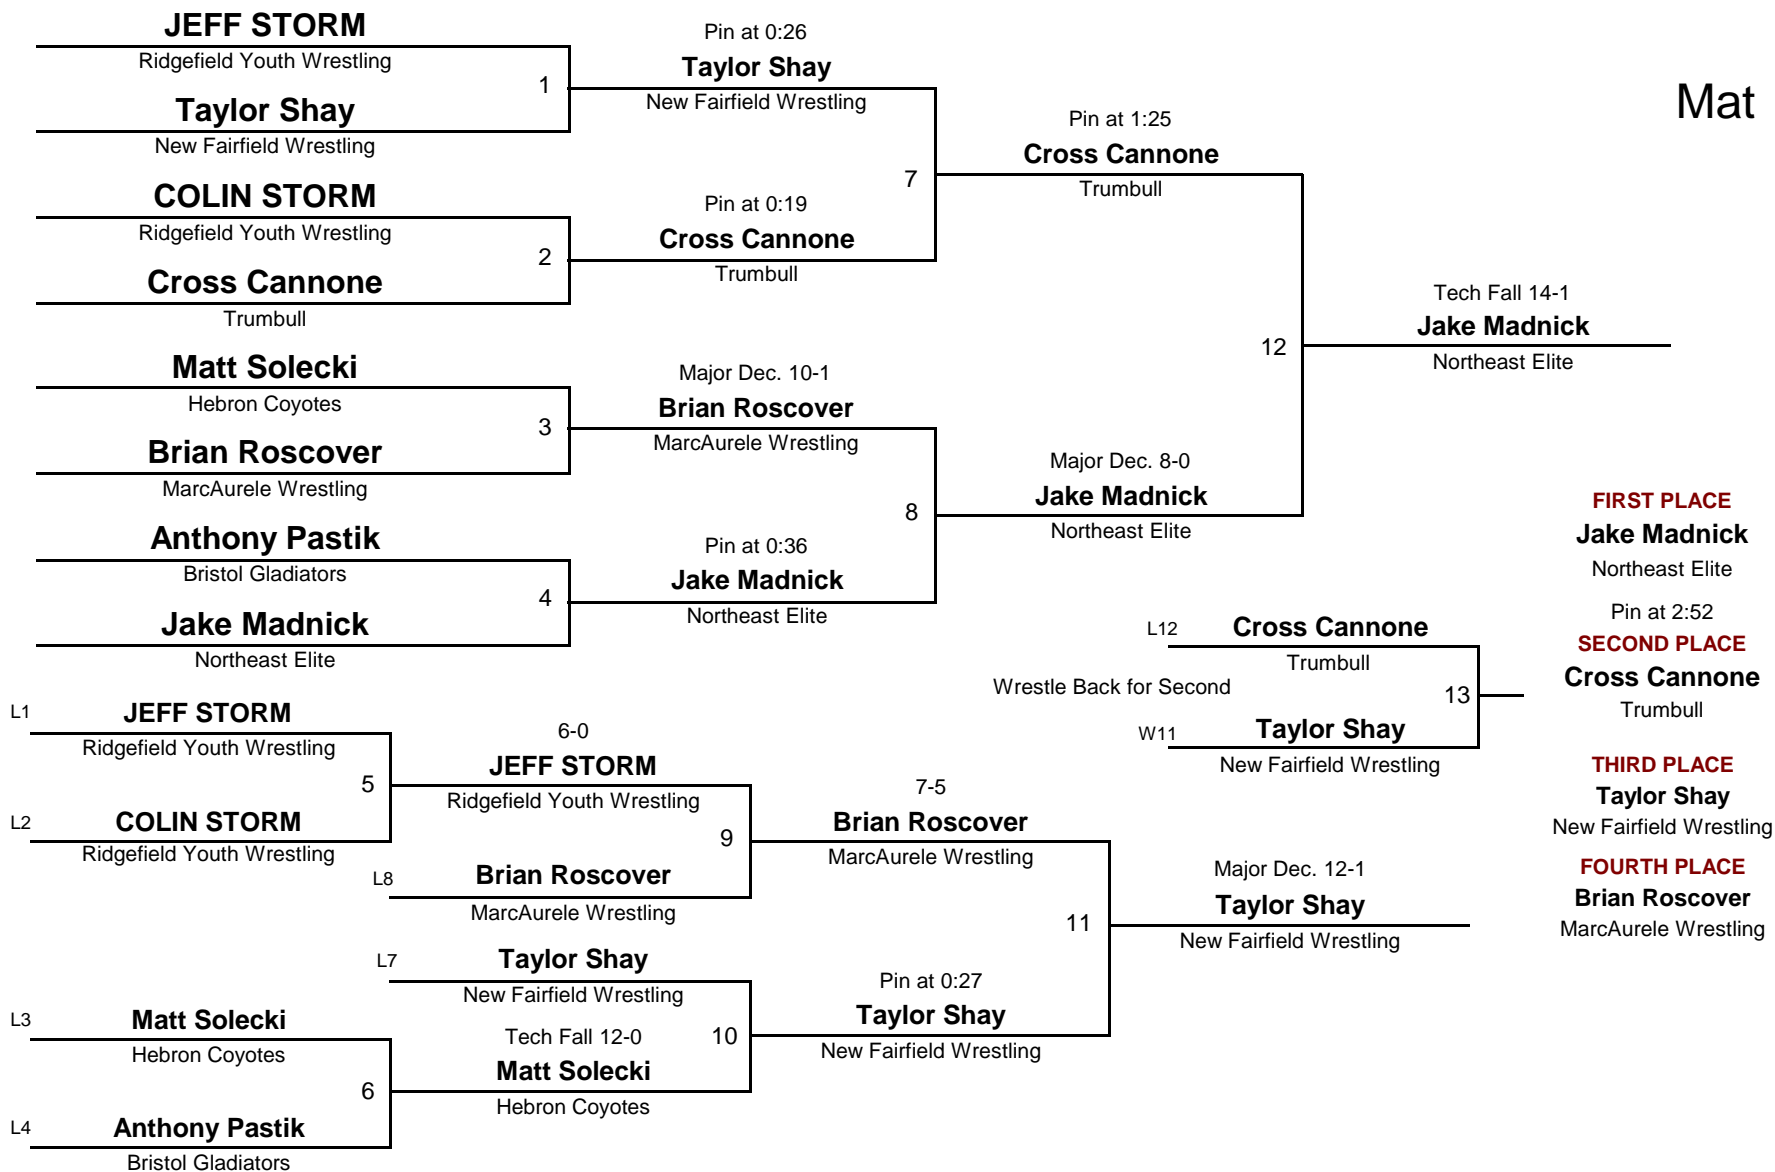 JEFF STORM
Ridgefield Youth Wrestling
1
Taylor Shay
New Fairfield Wrestling
COLIN STORM
Ridgefield Youth Wrestling
2
Cross Cannone
Trumbull
Matt Solecki
Hebron Coyotes
3
Brian Roscover
MarcAurele Wrestling
Anthony Pastik
Bristol Gladiators
4
Jake Madnick
Northeast Elite
Pin at 0:26
Taylor Shay
New Fairfield Wrestling
7
Pin at 0:19
Cross Cannone
Trumbull
Major Dec. 10-1
Brian Roscover
MarcAurele Wrestling
8
Pin at 0:36
Jake Madnick
Northeast Elite
Pin at 1:25
Cross Cannone
Trumbull
12
Major Dec. 8-0
Jake Madnick
Northeast Elite
Mat
Tech Fall 14-1
Jake Madnick
Northeast Elite
L12
Cross Cannone
Trumbull
Wrestle Back for Second
13
W11
Taylor Shay
New Fairfield Wrestling
FIRST PLACE
Jake Madnick
Northeast Elite
Pin at 2:52
SECOND PLACE
Cross Cannone
Trumbull
THIRD PLACE
Taylor Shay
New Fairfield Wrestling
FOURTH PLACE
Brian Roscover
MarcAurele Wrestling
L1
JEFF STORM
Ridgefield Youth Wrestling
5
L2
COLIN STORM
Ridgefield Youth Wrestling
6-0
JEFF STORM
Ridgefield Youth Wrestling
9
L8
Brian Roscover
MarcAurele Wrestling
L7
Taylor Shay
New Fairfield Wrestling
10
L3
Matt Solecki
Hebron Coyotes
6
L4
Anthony Pastik
Bristol Gladiators
Tech Fall 12-0
Matt Solecki
Hebron Coyotes
7-5
Brian Roscover
MarcAurele Wrestling
11
Pin at 0:27
Taylor Shay
New Fairfield Wrestling
Major Dec. 12-1
Taylor Shay
New Fairfield Wrestling